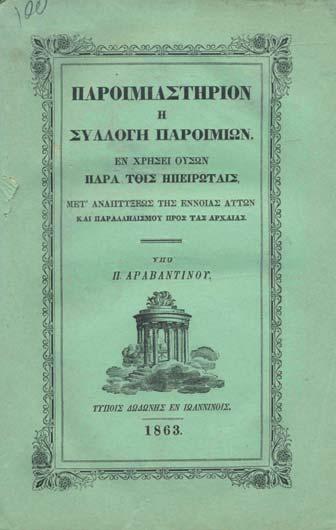 100
ΠΑΡΟΙΜΙΑΣΤΗΡΙΟΝ
Η
ΣΥΛΛΟΓΗ ΠΑΡΟΙΜΙΩΝ.
ΕΝ ΧΡΗΣΕΙ ΟΥΣΩΝ
ΠΑΡΑ ΤΟΙΣ ΗΠΕΙΡΩΤΑΙΣ,
ΜΕΤ' ΑΝΑΠΤΥΞΕΩΣ ΤΗΣ ΕΝΝΟΙΑΣ ΑΥΤΩΝ
ΚΑΙ ΠΑΡΑΛΛΗΛΙΣΜΟΥ ΠΡΟΣ ΤΑΣ ΑΡΧΑΙΑΣ.
ΥΠΟ
Π. ΑΡΑΒΑΝΤΙΝΟΥ,
ΤΥΠΟΙΣ ΔΩΔΩΝΗΣ ΕΝ ΙΩΑΝΝΙΝΟΙΣ.
1863.